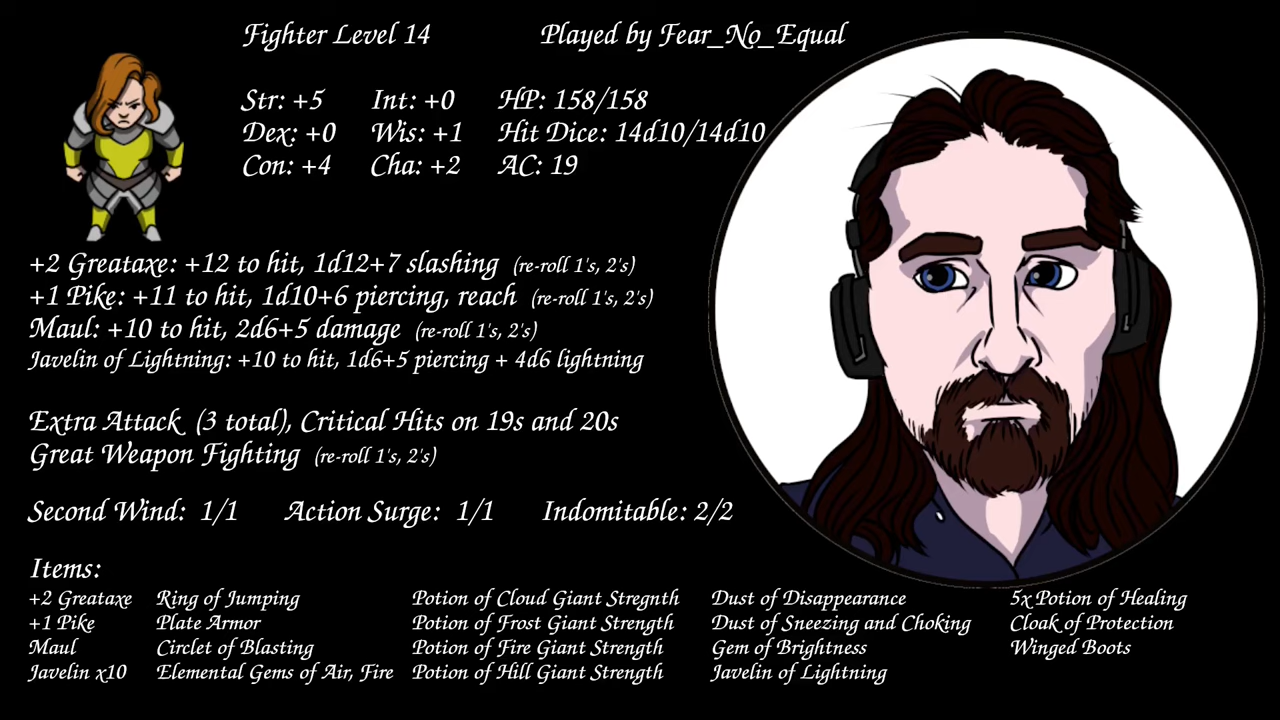 Fighter Level 14 Played by Fear_No_Equal
Str: +5 Int: +0 HP: 158/158
Dex: +0 Wis: +1 Hit Dice: 14d10/14d10
Con: +4 Cha: +2 AC: 19
+2 Greataxe: +12 to hit, 1d12+7 slashing (re-roll 1's, 2's)
+1 Pike: +11 to hit, 1d10+6 piercing, reach (re-roll 1's, 2's)
Maul: +10 to hit, 2d6+5 damage (re-roll 1's, 2's)
Javelin of Lightning: +10 to hit, 1d6+5 piercing + 4d6 lightning
Extra Attack (3 total), Critical Hits on 19s and 20s
Great Weapon Fighting (re-roll 1's, 2's)
Second Wind: 1/1 Action Surge: 1/1 Indomitable: 2/2
Items:
+2 Greataxe Ring of Jumping Potion of Cloud Giant Stregnth Dust of Disappearance 5x Potion of Healing
+1 Pike Plate Armor Potion of Frost Giant Strength Dust of Sneezing and Choking Cloak of Protection
Maul Circlet of Blasting Potion of Fire Giant Strength Gem of Brightness Winged Boots
Javelin x10 Elemental Gems of Air, Fire Potion of Hill Giant Strength Javelin of Lightning